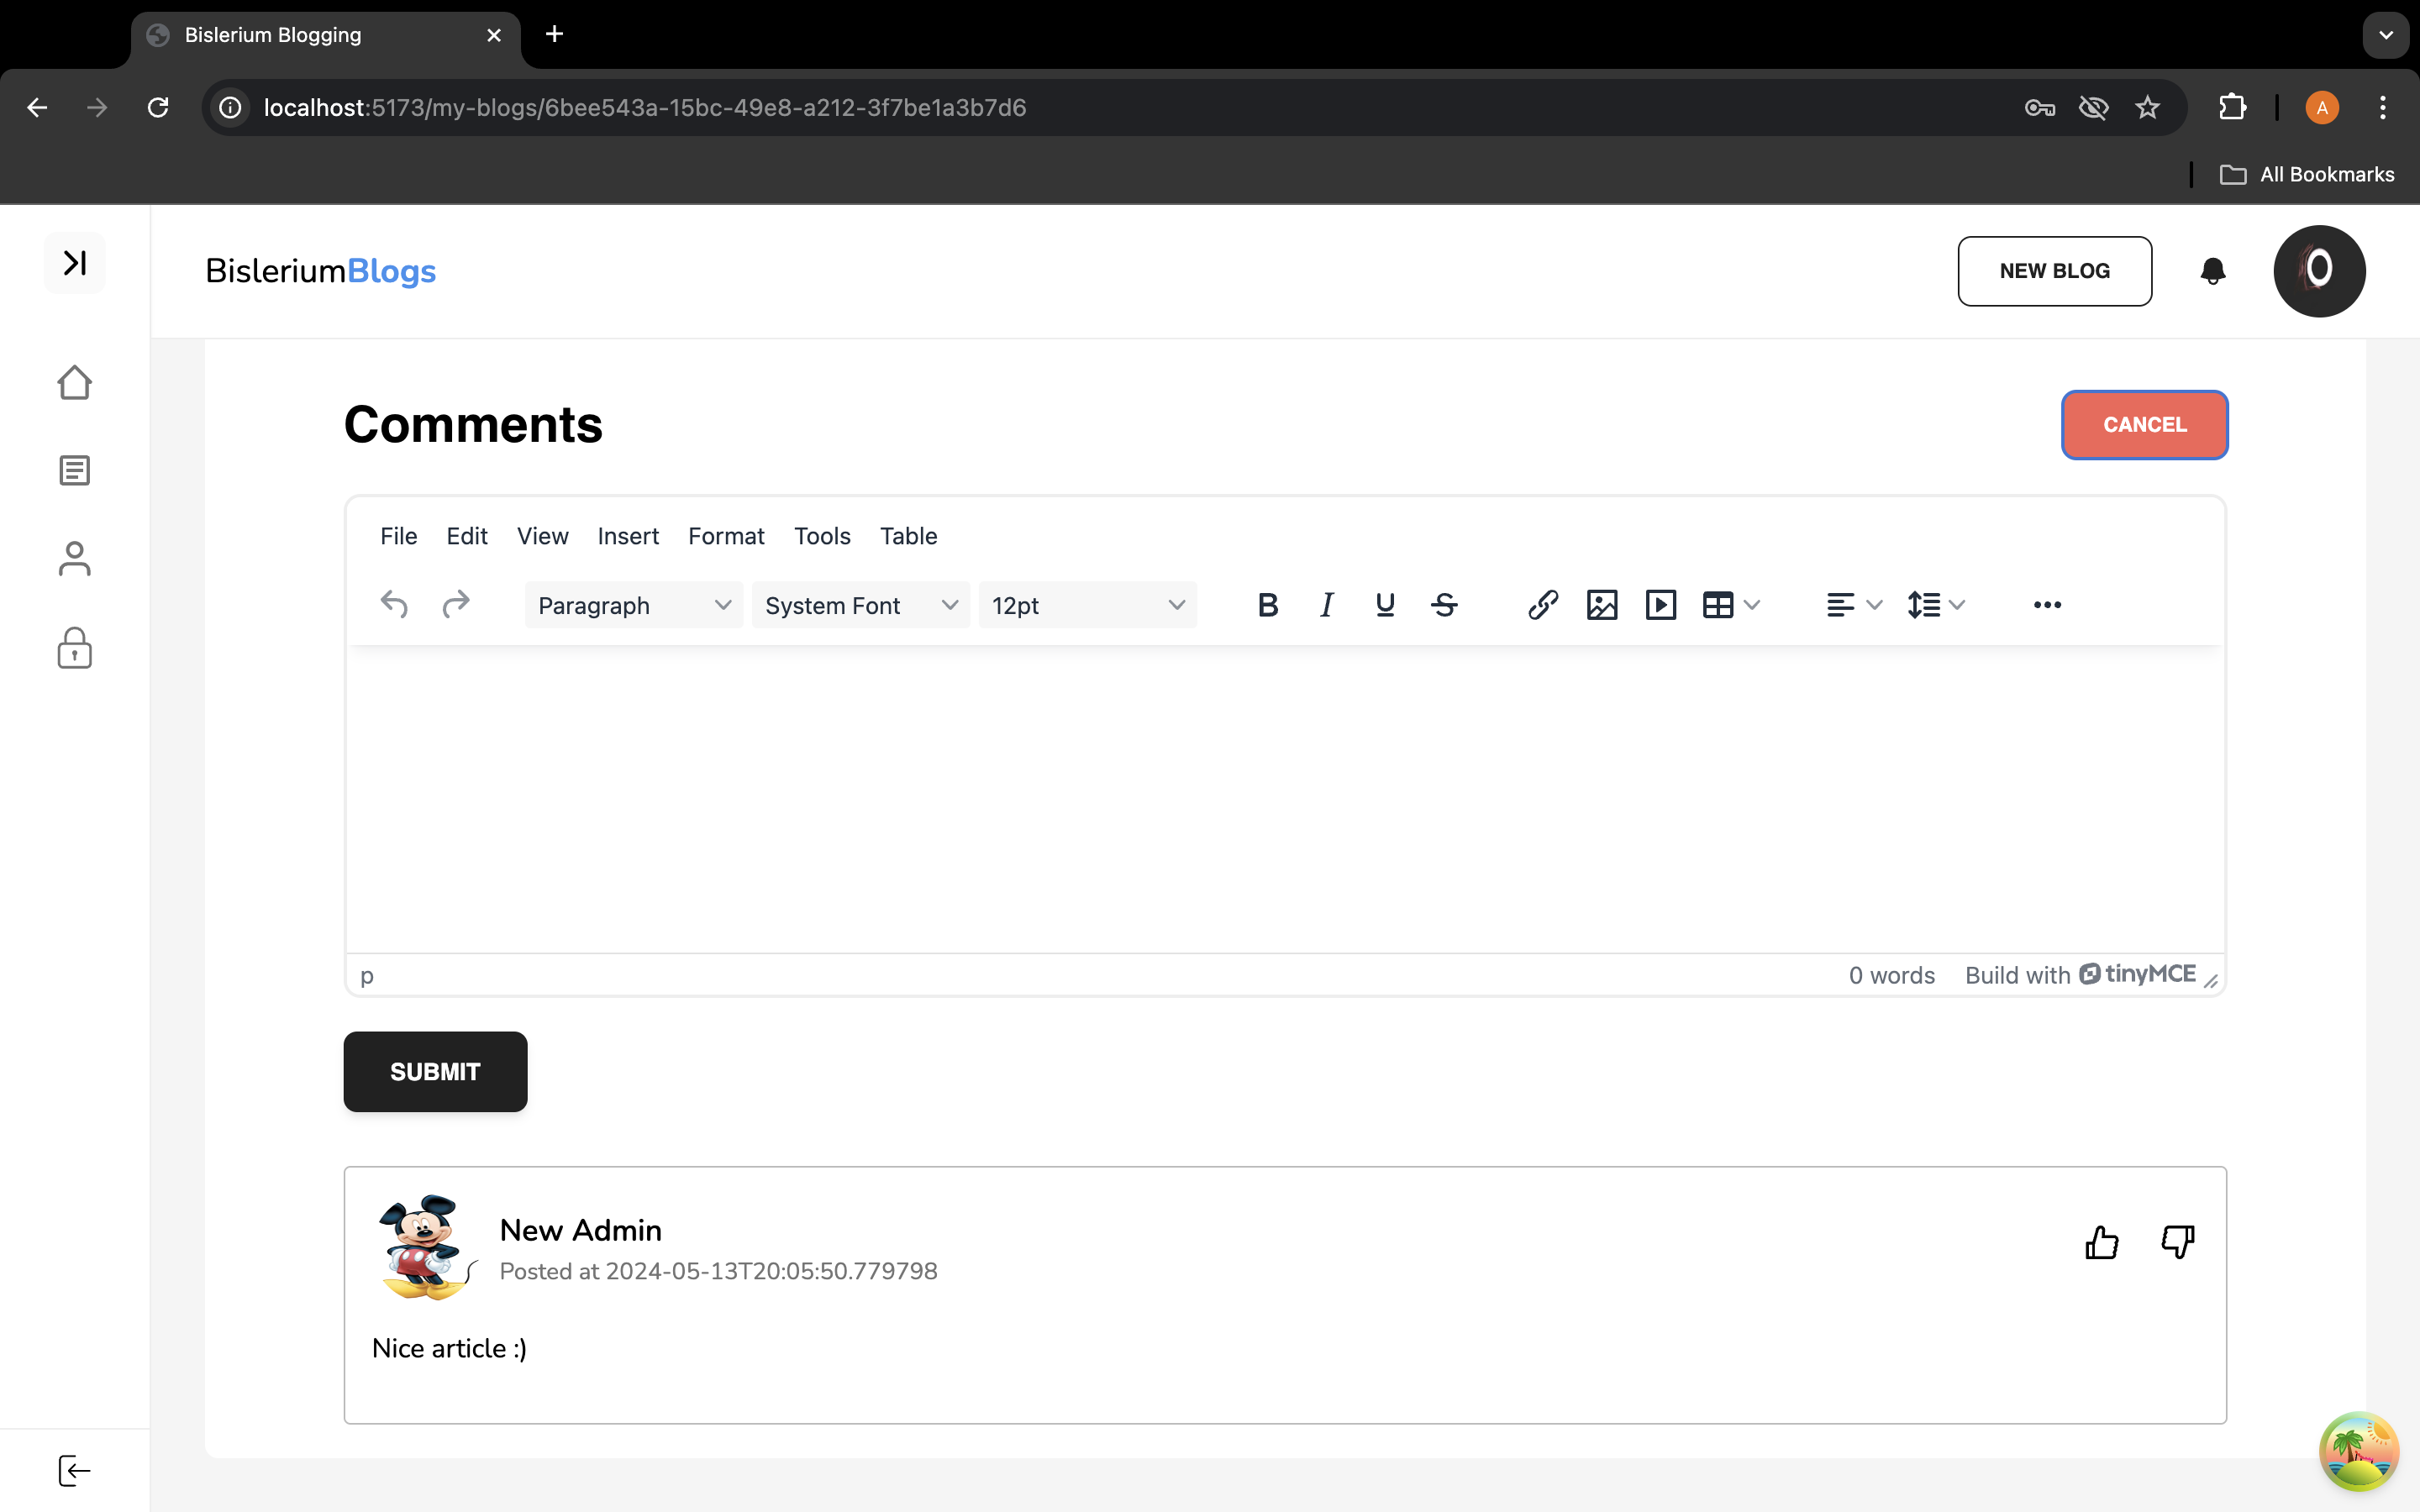 Bislerium Blogging
localhost:5173/my-blogs/6bee543a-15bc-49e8-a212-3f7be1a3b7d6
A
All Bookmarks
BisleriumBlogs
NEW BLOG
Comments
CANCEL
File Edit View Insert Format Tools Table
Paragraph System Font 12pt B I U S
p
0 words Build with tinyMCE
SUBMIT
New Admin
Posted at 2024-05-13T20:05:50.779798
Nice article :)